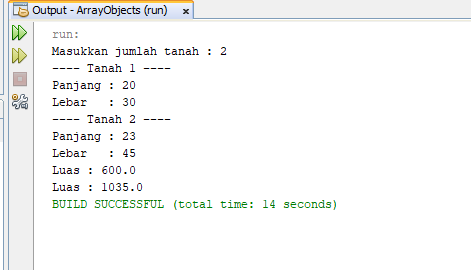 Output - ArrayObjects (run)
run:
Masukkan jumlah tanah : 2
---- Tanah 1 ----
Panjang : 20
Lebar   : 30
---- Tanah 2 ----
Panjang : 23
Lebar   : 45
Luas : 600.0
Luas : 1035.0
BUILD SUCCESSFUL (total time: 14 seconds)